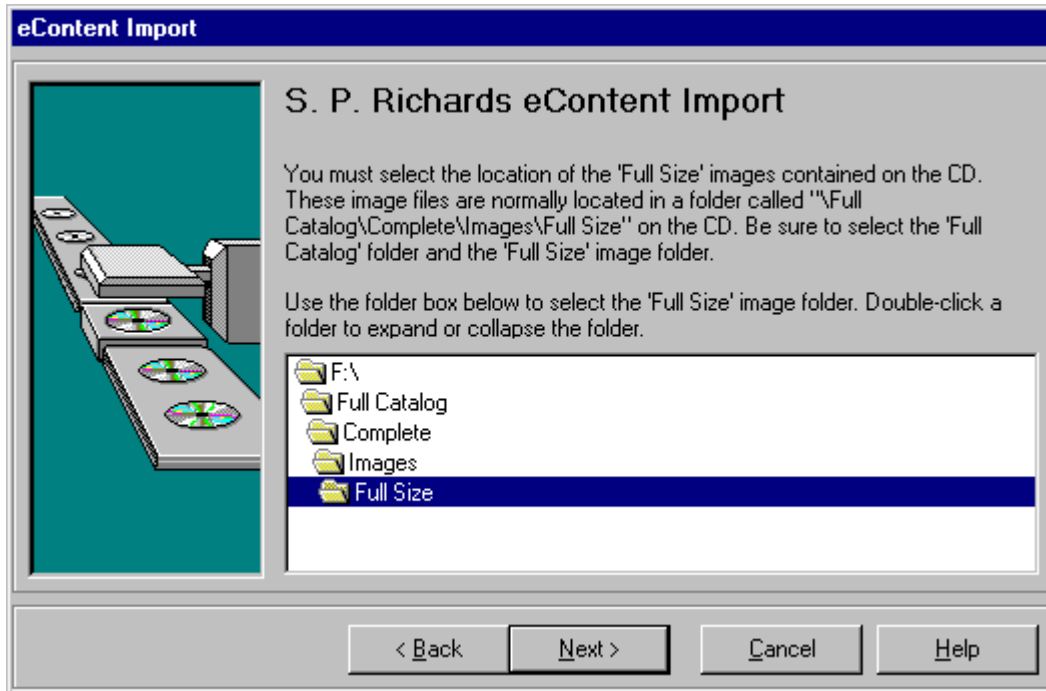 eContent Import
S. P. Richards eContent Import
You must select the location of the 'Full Size' images contained on the CD.
These image files are normally located in a folder called "\Full
Catalog\Complete\Images\Full Size" on the CD. Be sure to select the 'Full
Catalog' folder and the 'Full Size' image folder.
Use the folder box below to select the 'Full Size' image folder. Double-click a
folder to expand or collapse the folder.
F:\
Full Catalog
Complete
Images
Full Size
< Back
Next >
Cancel
Help